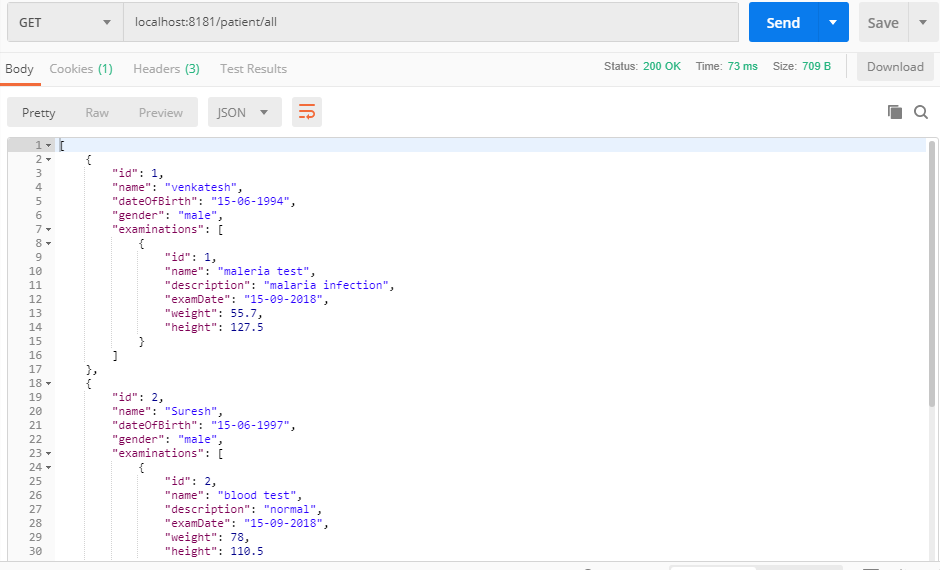 GET localhost:8181/patient/all Send Save
Body Cookies (1) Headers (3) Test Results Status: 200 OK Time: 73 ms Size: 709 B Download
Pretty Raw Preview JSON
1 [
2 {
3 "id": 1,
4 "name": "venkatesh",
5 "dateOfBirth": "15-06-1994",
6 "gender": "male",
7 "examinations": [
8 {
9 "id": 1,
10 "name": "maleria test",
11 "description": "malaria infection",
12 "examDate": "15-09-2018",
13 "weight": 55.7,
14 "height": 127.5
15 }
16 ]
17 },
18 {
19 "id": 2,
20 "name": "Suresh",
21 "dateOfBirth": "15-06-1997",
22 "gender": "male",
23 "examinations": [
24 {
25 "id": 2,
26 "name": "blood test",
27 "description": "normal",
28 "examDate": "15-09-2018",
29 "weight": 78,
30 "height": 110.5